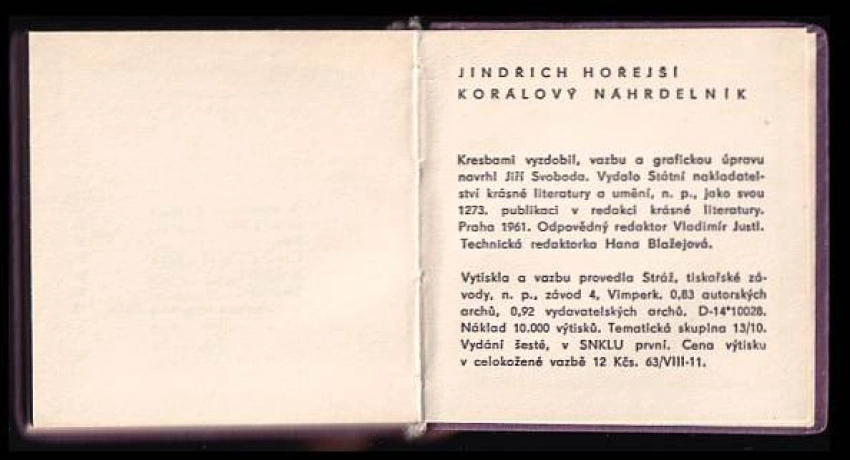 JINDŘICH HOŘEJŠÍ
KORÁLOVÝ NÁHRDELNÍK
Kresbami vyzdobil, vazbu a grafickou úpravu
navrhl Jiří Svoboda. Vydalo Státní nakladatel-
ství krásné literatury a umění, n. p., jako svou
1273. publikaci v redakci krásné literatury.
Praha 1961. Odpovědný redaktor Vladimír Justl.
Technická redaktorka Hana Blažejová.
Vytiskla a vazbu provedla Stráž, tiskařské zá-
vody, n. p., závod 4, Vimperk. 0,83 autorských
archů, 0,92 vydavatelských archů. D-14*10028.
Náklad 10.000 výtisků. Tematická skupina 13/10.
Vydání šesté, v SNKLU první. Cena výtisku
v celokožené vazbě 12 Kčs. 63/VIII-11.